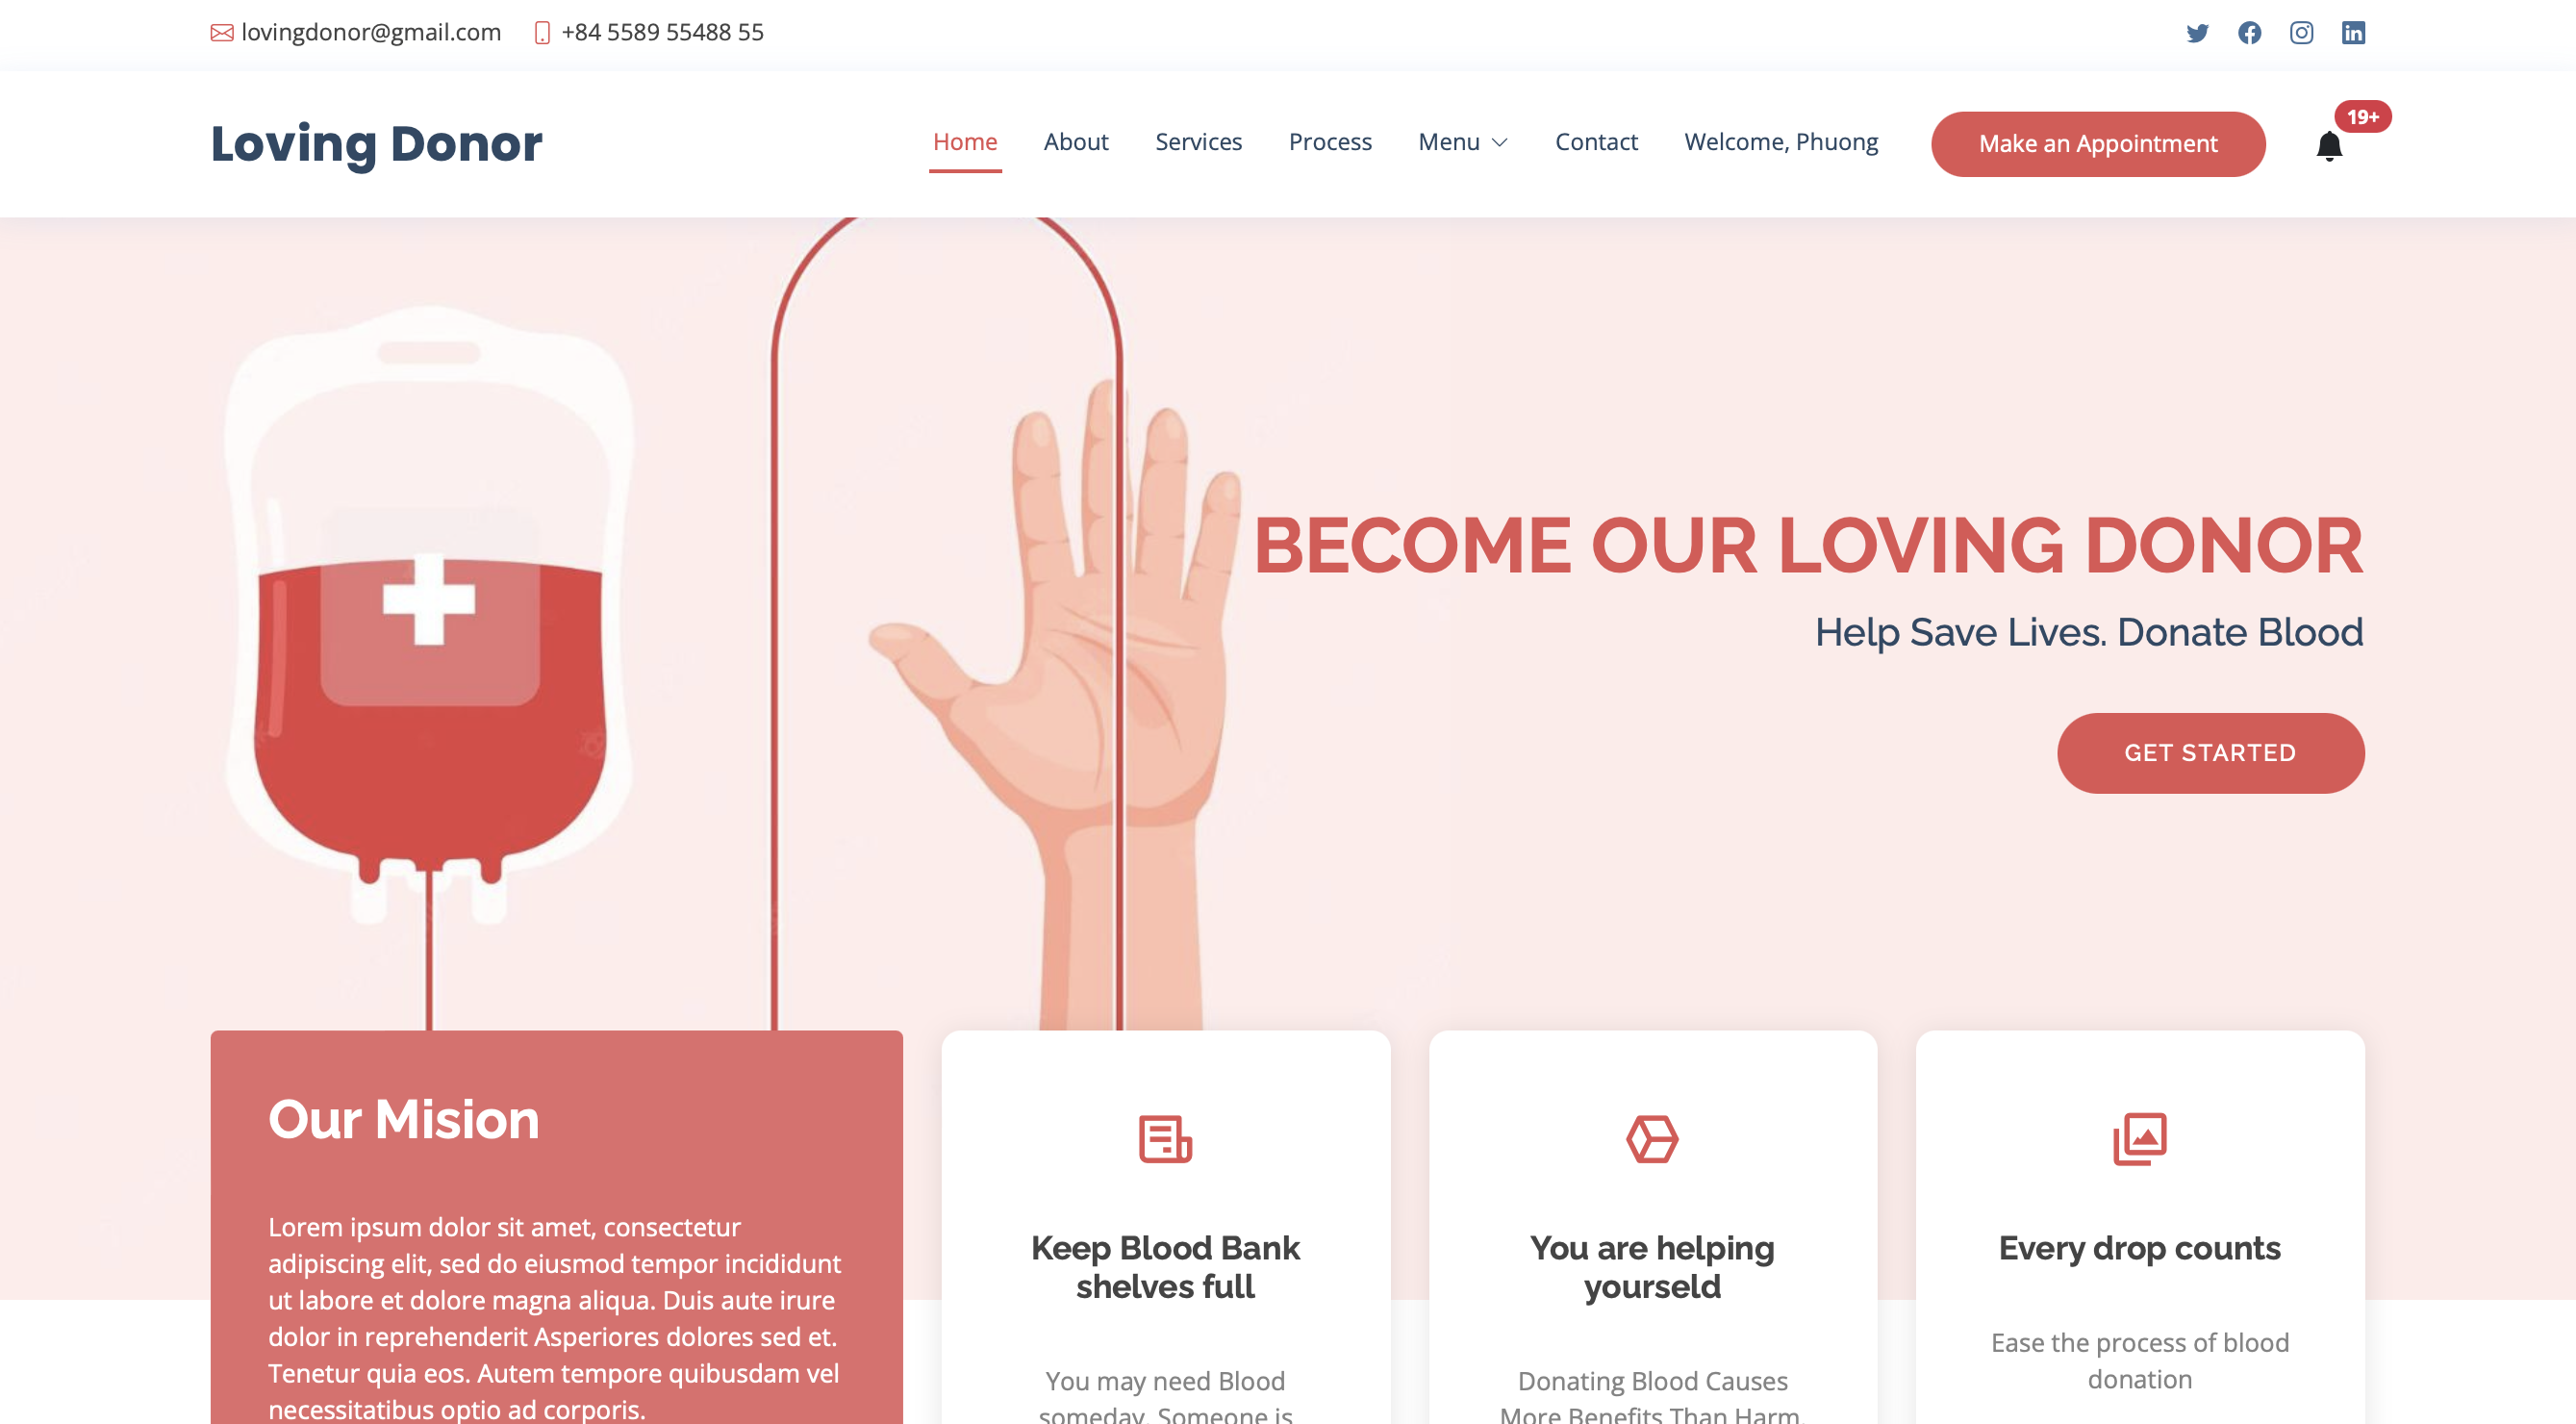 lovingdonor@gmail.com +84 5589 55488 55
19+
Loving Donor Home About Services Process Menu Contact Welcome, Phuong Make an Appointment
BECOME OUR LOVING DONOR
Help Save Lives. Donate Blood
GET STARTED
Our Mision
Lorem ipsum dolor sit amet, consectetur
adipiscing elit, sed do eiusmod tempor incididunt
ut labore et dolore magna aliqua. Duis aute irure
dolor in reprehenderit Asperiores dolores sed et.
Tenetur quia eos. Autem tempore quibusdam vel
necessitatibus optio ad corporis.
Keep Blood Bank
shelves full
You may need Blood
someday. Someone is
You are helping
yourseld
Donating Blood Causes
More Benefits Than Harm.
Every drop counts
Ease the process of blood
donation